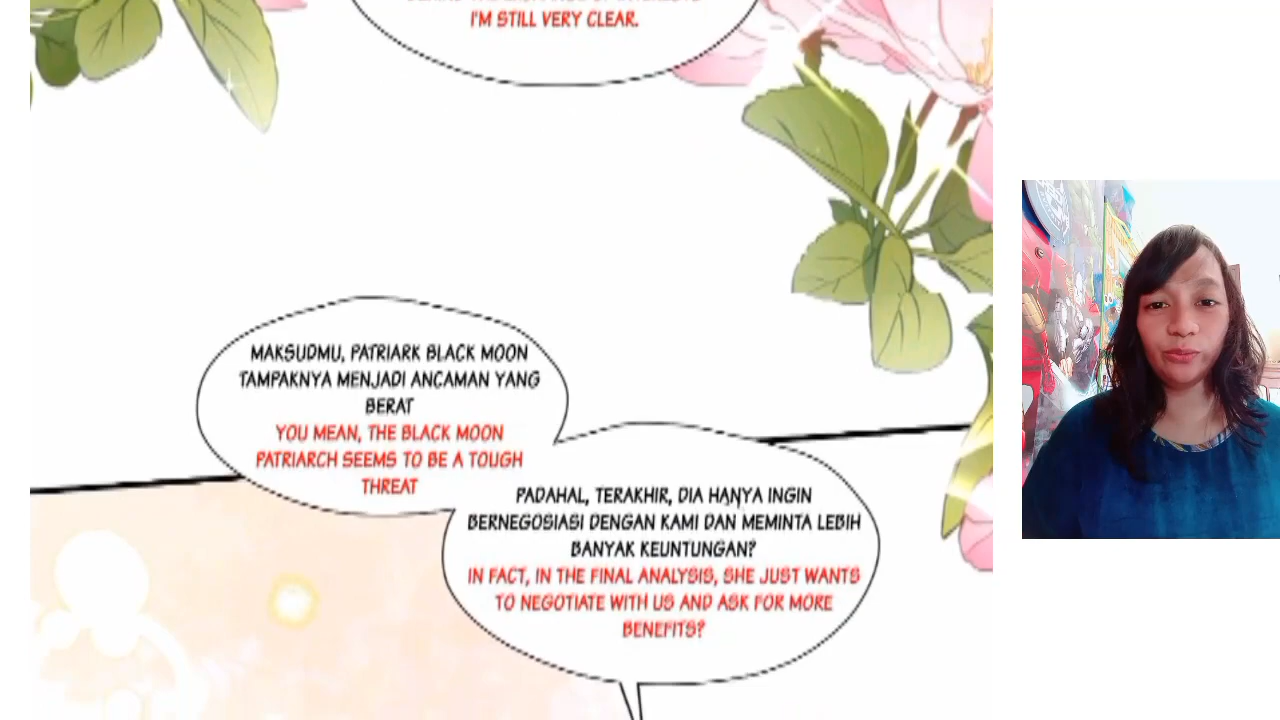 I'M STILL VERY CLEAR.
MAKSUDMU, PATRIARK BLACK MOON
TAMPAKNYA MENJADI ANCAMAN YANG
BERAT
YOU MEAN, THE BLACK MOON
PATRIARCH SEEMS TO BE A TOUGH
THREAT
PADAHAL, TERAKHIR, DIA HANYA INGIN
BERNEGOSIASI DENGAN KAMI DAN MEMINTA LEBIH
BANYAK KEUNTUNGAN?
IN FACT, IN THE FINAL ANALYSIS, SHE JUST WANTS
TO NEGOTIATE WITH US AND ASK FOR MORE
BENEFITS?